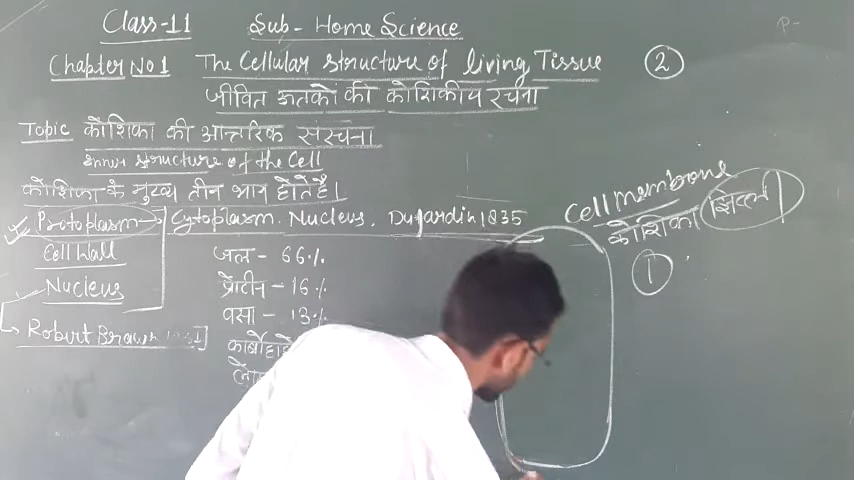 Class-11 Sub- Home Science
Chapter No 1 The Cellular structure of living Tissue 2
जीवित ऊतकों की कोशिकीय रचना
Topic कोशिका की आन्तरिक संरचना
structure of the Cell
कोशिका के मुख्य तीन भाग होते है।
Protoplasm → Cytoplasm. Nucleus. Dujardin 1835
Cell Wall
Nucleus
Robert Brown
जल - 66%
प्रोटीन - 16%
वसा - 13%
Cell membrane
कोशिका झिल्ली
1
P-